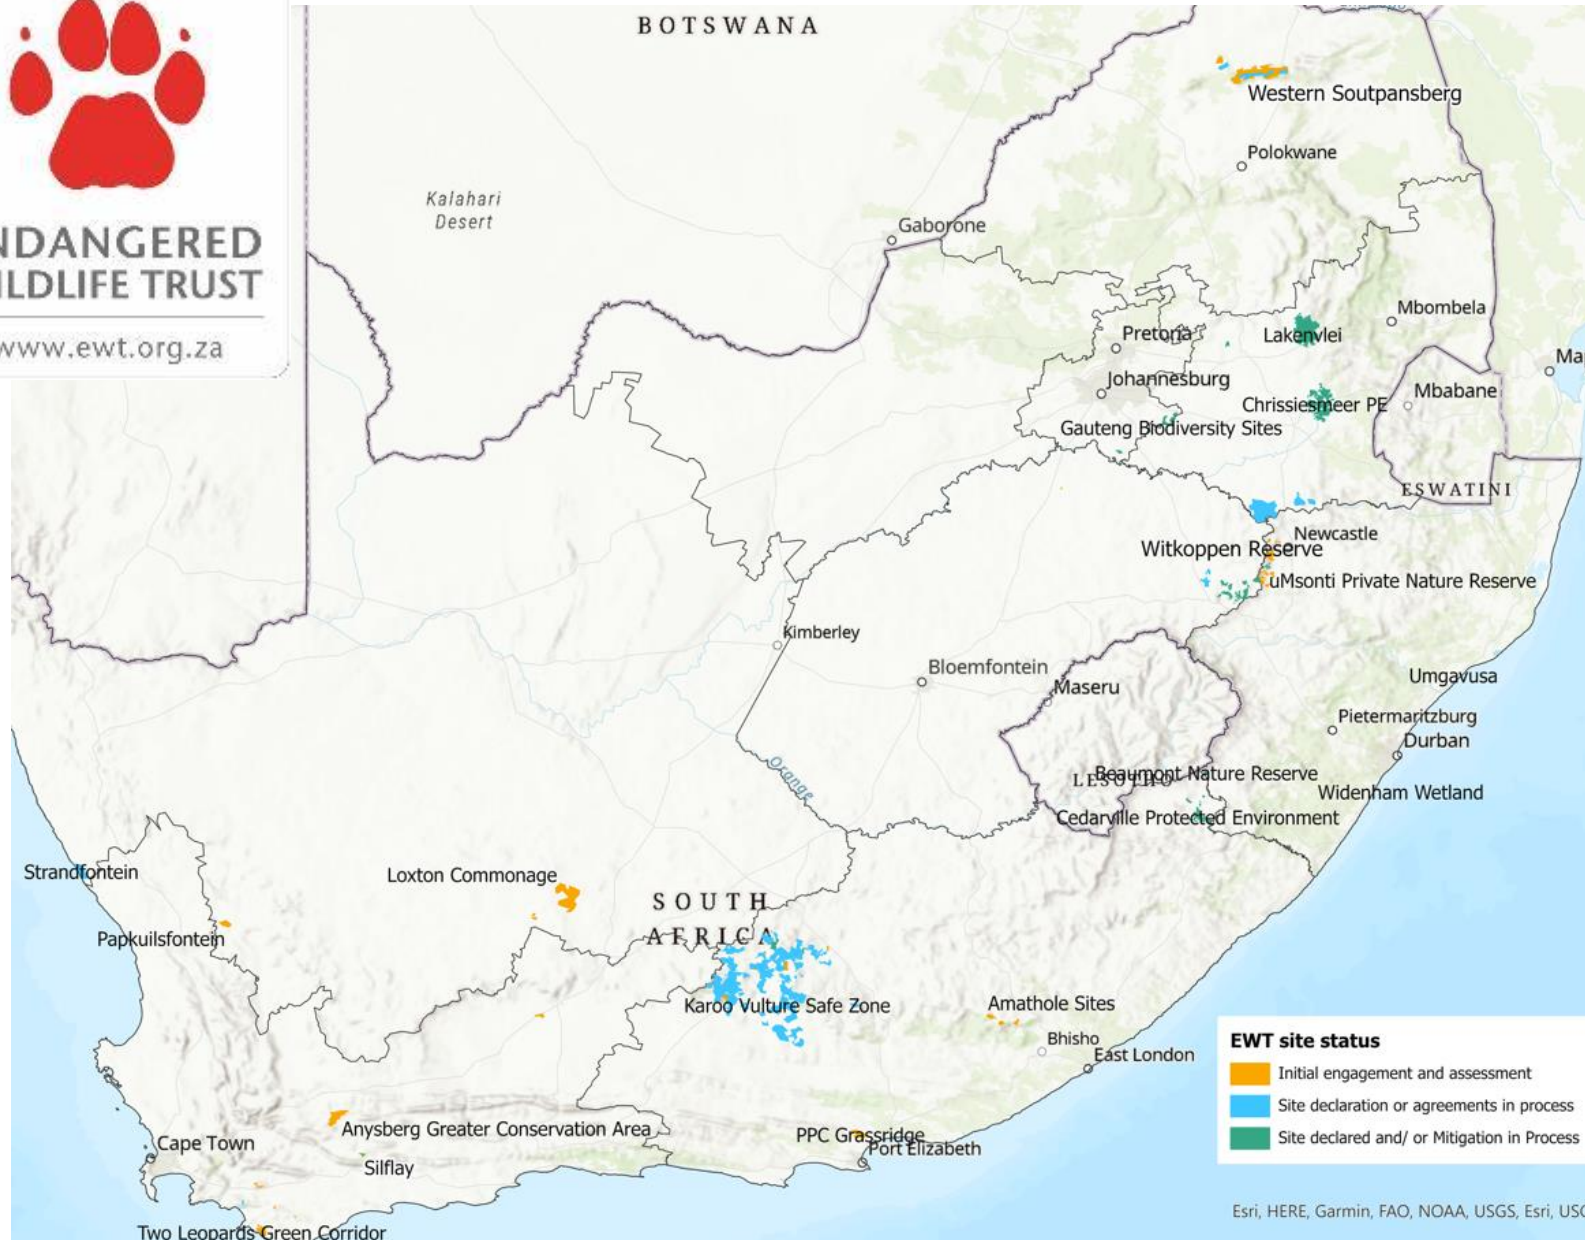 NDANGERED
ILDLIFE TRUST
www.ewt.org.za
BOTSWANA
Western Soutpansberg
Polokwane
Kalahari
Desert
Gaborone
Mbombela
Pretoria
Lakenvlei
Johannesburg
Mbabane
Chrissiesmeer PE
Gauteng Biodiversity Sites
ESWATINI
Newcastle
Witkoppen Reserve
uMsonti Private Nature Reserve
Kimberley
Bloemfontein
Maseru
Umgavusa
Pietermaritzburg
Durban
Orange
LESOTHO
Beaumont Nature Reserve
Widenham Wetland
Cedarville Protected Environment
Strandfontein
Loxton Commonage
SOUTH
AFRICA
Papkuilsfontein
Karoo Vulture Safe Zone
Amathole Sites
Bhisho
East London
Anysberg Greater Conservation Area
PPC Grassridge
Port Elizabeth
Cape Town
Silflay
Two Leopards Green Corridor
EWT site status
Initial engagement and assessment
Site declaration or agreements in process
Site declared and/ or Mitigation in Process
Esri, HERE, Garmin, FAO, NOAA, USGS, Esri,